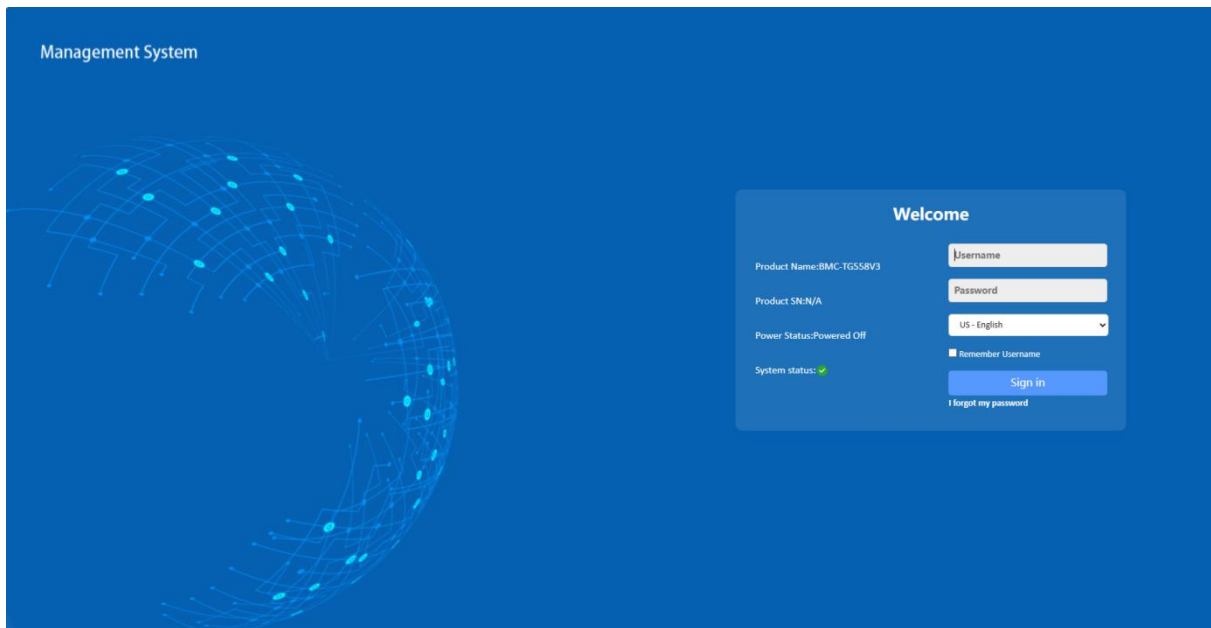 Management System
Welcome
Product Name:BMC-TG558V3
Product SN:N/A
Power Status:Powered Off
System status:
Username
Password
US - English
Remember Username
Sign in
I forgot my password